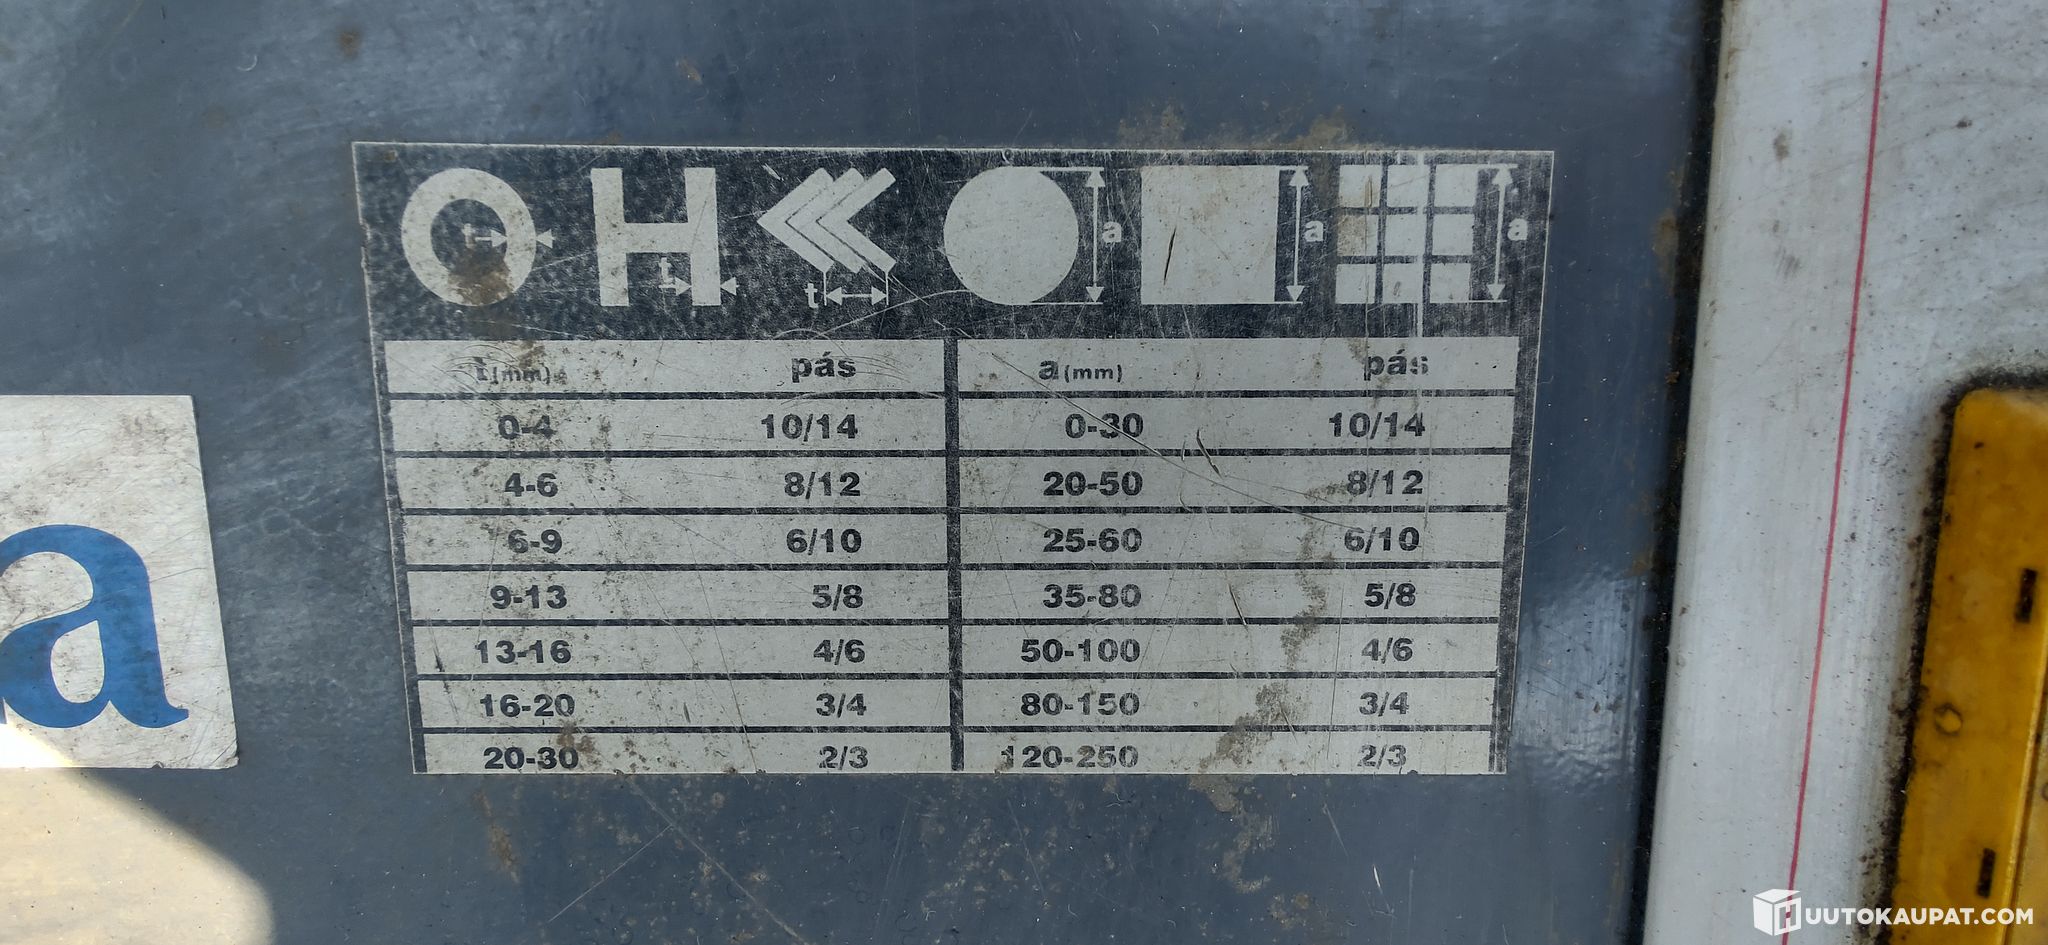 t t t a a a
t(mm) pás a(mm) pás
0-4 10/14 0-30 10/14
4-6 8/12 20-50 8/12
6-9 6/10 25-60 6/10
9-13 5/8 35-80 5/8
13-16 4/6 50-100 4/6
16-20 3/4 80-150 3/4
20-30 2/3 120-250 2/3
a
HUUTOKAUPAT.COM